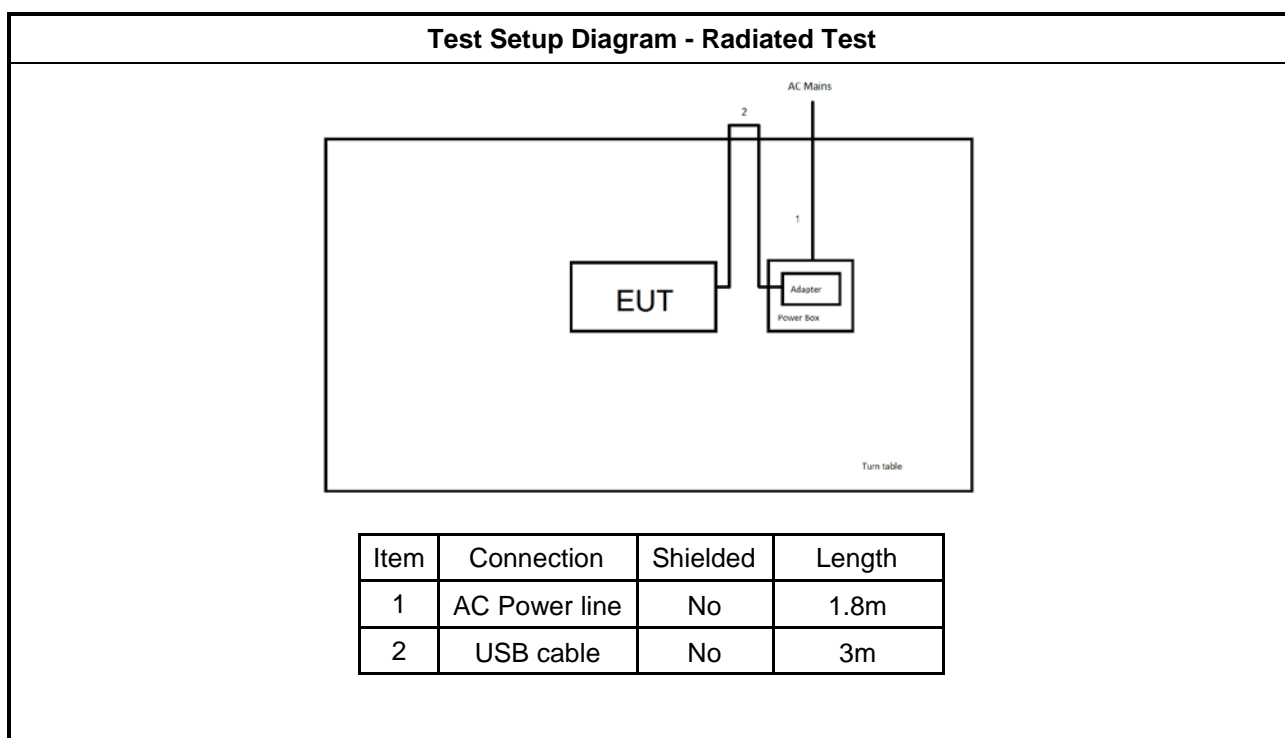 Test Setup Diagram - Radiated Test
AC Mains
2
1
EUT
Adapter
Power Box
Turn table
Item Connection Shielded Length
1 AC Power line No 1.8m
2 USB cable No 3m